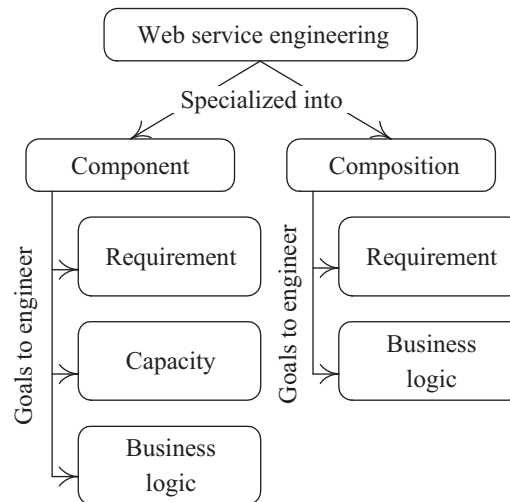 Web service engineering
Specialized into
Component
Composition
Goals to engineer
Requirement
Capacity
Business
logic
Goals to engineer
Requirement
Business
logic